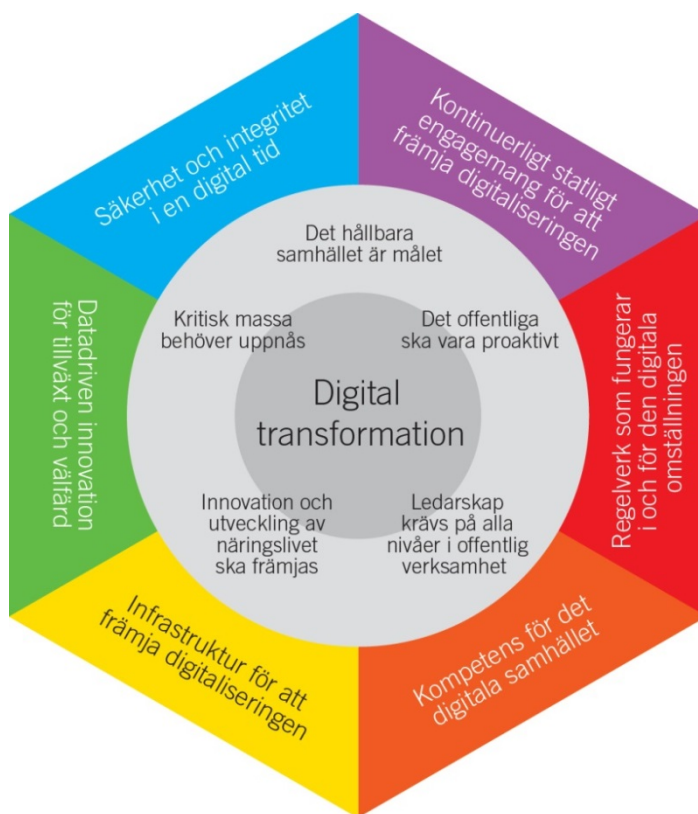 Säkerhet och integritet
i en digital tid
Kontinuerligt statligt
engagemang för att
främja digitaliseringen
Det hållbara
samhället är målet
Kritisk massa
behöver uppnås
Det offentliga
ska vara proaktivt
Datadriven innovation
för tillväxt och välfärd
Digital
transformation
Regelverk som fungerar
i och för den digitala
omställningen
Innovation och
utveckling av
näringslivet
ska främjas
Ledarskap
krävs på alla
nivåer i offentlig
verksamhet
Infrastruktur för att
främja digitaliseringen
Kompetens för det
digitala samhället